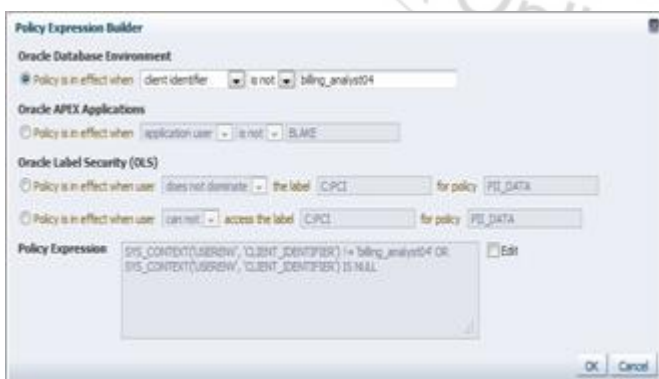 Policy Expression Builder
Oracle Database Environment
Policy is in effect when client identifier is not billing_analyst04
Oracle APEX Applications
Policy is in effect when application user is not BLAKE
Oracle Label Security (OLS)
Policy is in effect when user does not dominate the label C:PCI for policy PII_DATA
Policy is in effect when user can not access the label C:PCI for policy PII_DATA
Policy Expression SYS_CONTEXT('USERENV', 'CLIENT_IDENTIFIER') != 'billing_analyst04' OR Edit
SYS_CONTEXT('USERENV', 'CLIENT_IDENTIFIER') IS NULL
OK Cancel